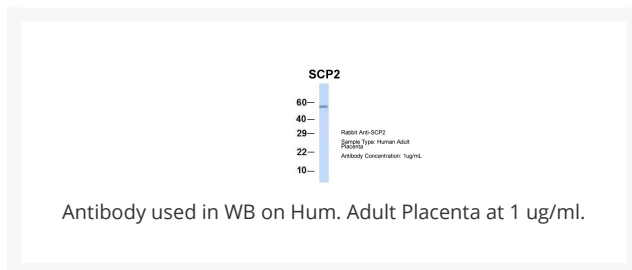 SCP2
60—
40—
29—
22—
10—
Rabbit Anti-SCP2
Sample Type: Human Adult
Placenta
Antibody Concentration: 1ug/mL
Antibody used in WB on Hum. Adult Placenta at 1 ug/ml.